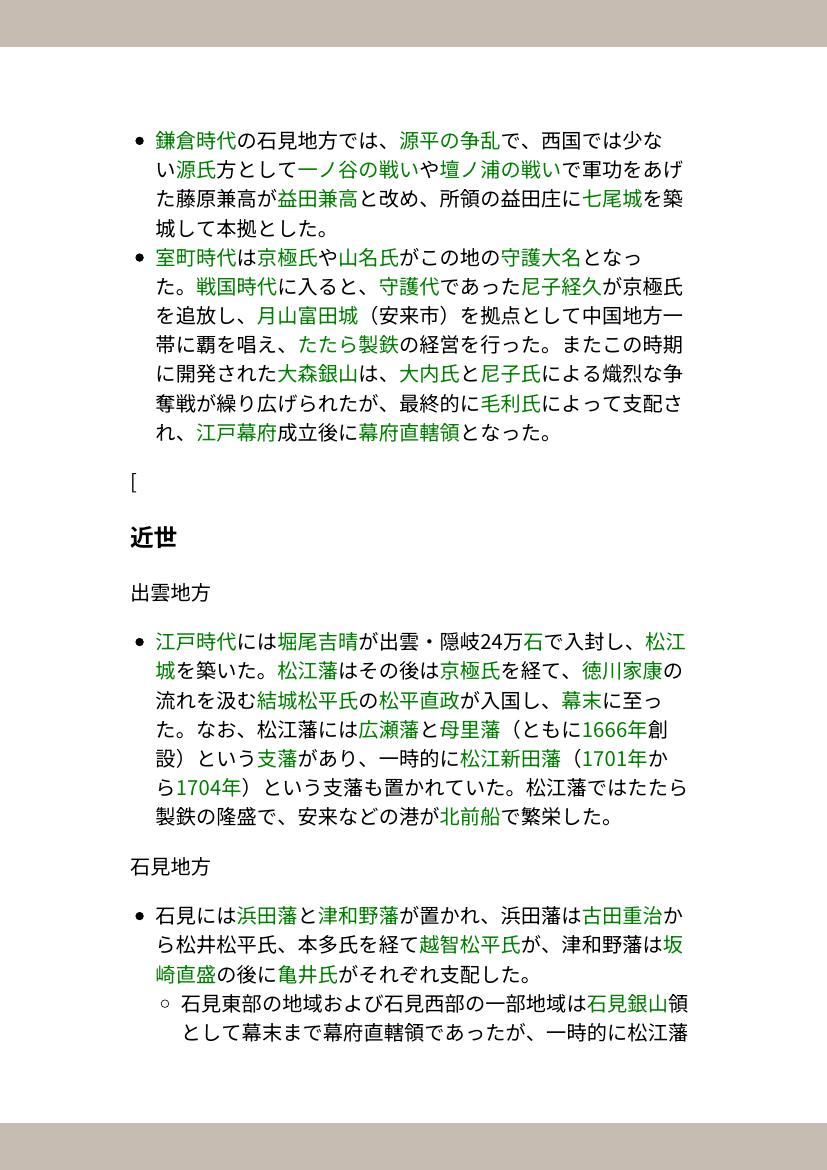 • 鎌倉時代の石見地方では、源平の争乱で、西国では少な
い源氏方として一ノ谷の戦いや壇ノ浦の戦いで軍功をあげ
た藤原兼高が益田兼高と改め、所領の益田庄に七尾城を築
城して本拠とした。
• 室町時代は京極氏や山名氏がこの地の守護大名となっ
た。戦国時代に入ると、守護代であった尼子経久が京極氏
を追放し、月山富田城（安来市）を拠点として中国地方一
帯に覇を唱え、たたら製鉄の経営を行った。またこの時期
に開発された大森銀山は、大内氏と尼子氏による熾烈な争
奪戦が繰り広げられたが、最終的に毛利氏によって支配さ
れ、江戸幕府成立後に幕府直轄領となった。
[
近世
出雲地方
• 江戸時代には堀尾吉晴が出雲・隠岐24万石で入封し、松江
城を築いた。松江藩はその後は京極氏を経て、徳川家康の
流れを汲む結城松平氏の松平直政が入国し、幕末に至っ
た。なお、松江藩には広瀬藩と母里藩（ともに1666年創
設）という支藩があり、一時的に松江新田藩（1701年か
ら1704年）という支藩も置かれていた。松江藩ではたたら
製鉄の隆盛で、安来などの港が北前船で繁栄した。
石見地方
• 石見には浜田藩と津和野藩が置かれ、浜田藩は古田重治か
ら松井松平氏、本多氏を経て越智松平氏が、津和野藩は坂
崎直盛の後に亀井氏がそれぞれ支配した。
◦ 石見東部の地域および石見西部の一部地域は石見銀山領
として幕末まで幕府直轄領であったが、一時的に松江藩